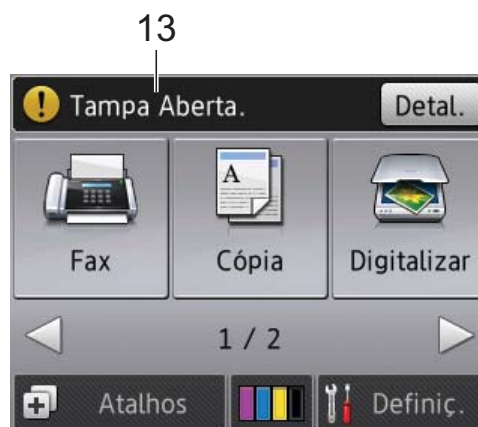 13
Tampa Aberta. Detal.
A
Fax Cópia Digitalizar
1 / 2
Atalhos Definiç.